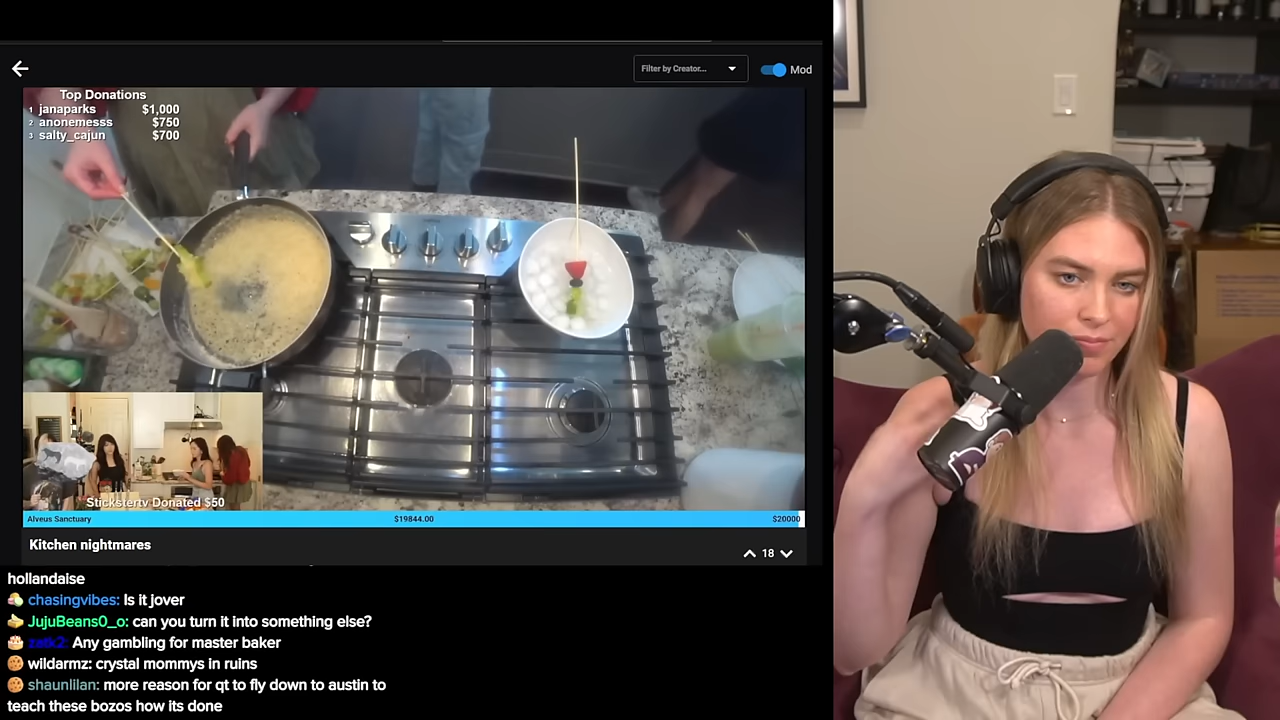 Filter by Creator...
Mod
Top Donations
1 janaparks $1,000
2 anonemesss $750
3 salty_cajun $700
Stickstertv Donated $50
Alveus Sanctuary $19844.00 $20000
Kitchen nightmares
18
hollandaise
chasingvibes: Is it jover
JujuBeans0_o: can you turn it into something else?
zatk2: Any gambling for master baker
wildarmz: crystal mommys in ruins
shaunlilan: more reason for qt to fly down to austin to
teach these bozos how its done